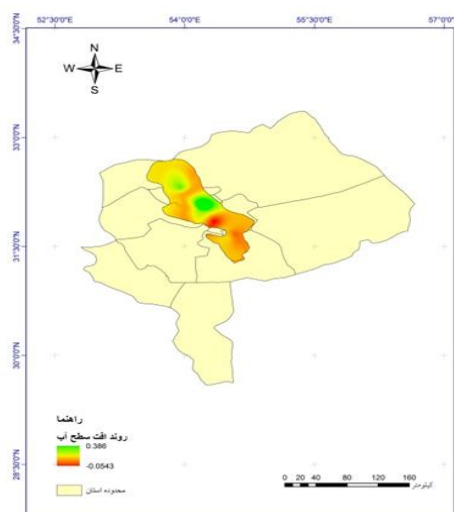 52°30'0"E 54°0'0"E 55°30'0"E 57°0'0"
34°30'0"N
33°0'0"N
31°30'0"N
30°0'0"N
28°30'0"N
N
W E
S
راهنما
روند افت سطح آب
0.386
-0.0543
محدوده استان
0 20 40 80 120 160
کیلومتر